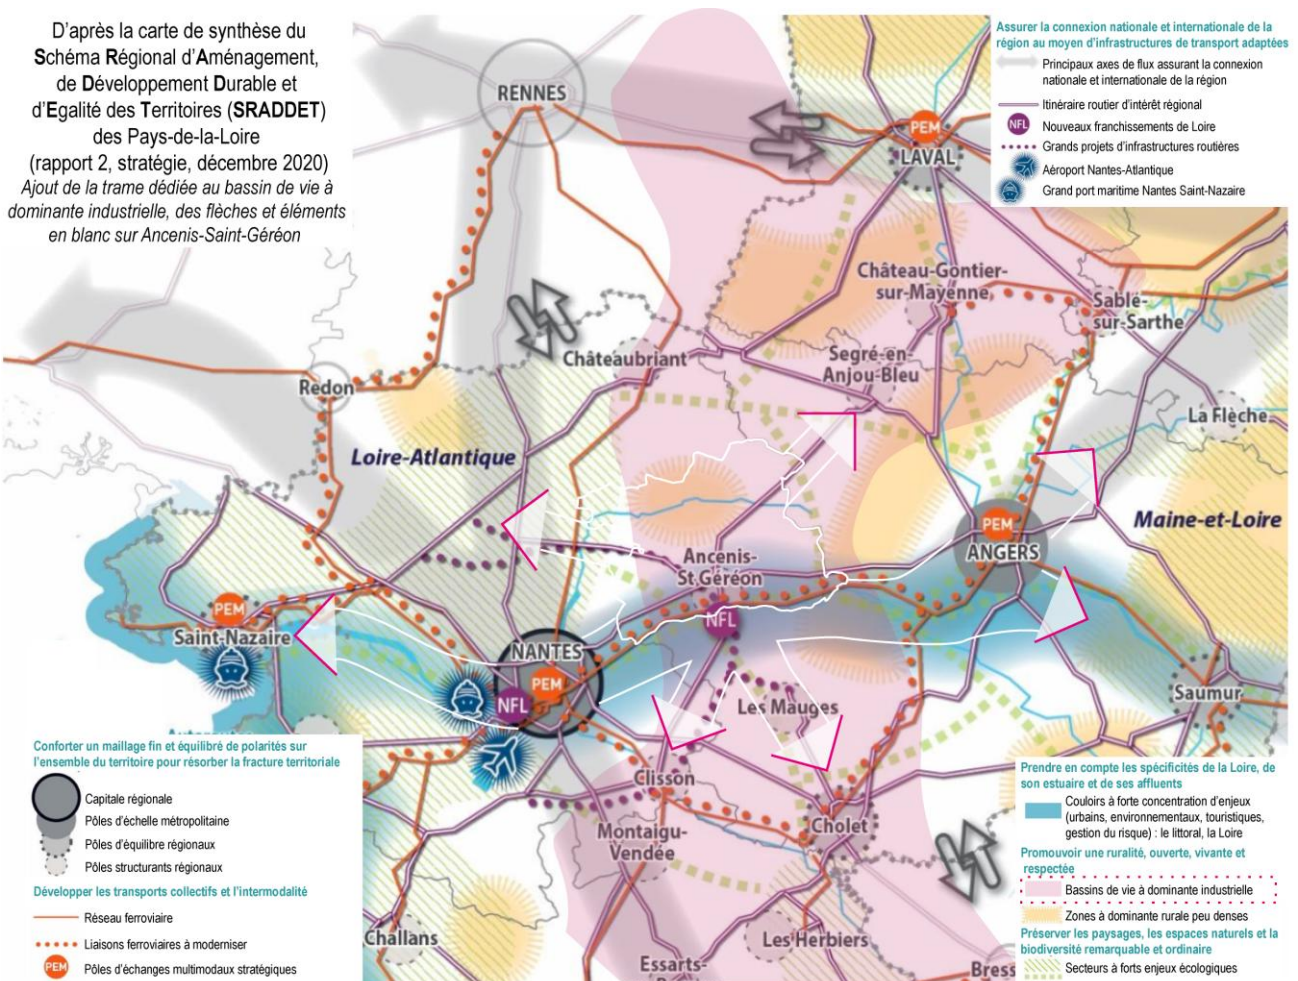 D'après la carte de synthèse du
Schéma Régional d'Aménagement,
de Développement Durable et
d'Egalité des Territoires (SRADDET)
des Pays-de-la-Loire
(rapport 2, stratégie, décembre 2020)
Ajout de la trame dédiée au bassin de vie à
dominante industrielle, des flèches et éléments
en blanc sur Ancenis-Saint-Géréon
Assurer la connexion nationale et internationale de la
région au moyen d'infrastructures de transport adaptées
Principaux axes de flux assurant la connexion
nationale et internationale de la région
Itinéraire routier d'intérêt régional
NFL
Nouveaux franchissements de Loire
Grands projets d'infrastructures routières
Aéroport Nantes-Atlantique
Grand port maritime Nantes Saint-Nazaire
RENNES
PEM
LAVAL
Château-Gontier-
sur-Mayenne
Sablé-
sur-Sarthe
Châteaubriant
Segré-en-
Anjou-Bleu
Redon
La Flèche
Loire-Atlantique
PEM
ANGERS
Maine-et-Loire
Ancenis-
St Géréon
NFL
PEM
Saint-Nazaire
NANTES
PEM
NFL
Les Mauges
Saumur
Clisson
Cholet
Montaigu-
Vendée
Challans
Les Herbiers
Essarts-
Bress
Conforter un maillage fin et équilibré de polarités sur
l'ensemble du territoire pour résorber la fracture territoriale
Capitale régionale
Pôles d'échelle métropolitaine
Pôles d'équilibre régionaux
Pôles structurants régionaux
Développer les transports collectifs et l'intermodalité
Réseau ferroviaire
Liaisons ferroviaires à moderniser
PEM
Pôles d'échanges multimodaux stratégiques
Prendre en compte les spécificités de la Loire, de
son estuaire et de ses affluents
Couloirs à forte concentration d'enjeux
(urbains, environnementaux, touristiques,
gestion du risque) : le littoral, la Loire
Promouvoir une ruralité, ouverte, vivante et
respectée
Bassins de vie à dominante industrielle
Zones à dominante rurale peu denses
Préserver les paysages, les espaces naturels et la
biodiversité remarquable et ordinaire
Secteurs à forts enjeux écologiques